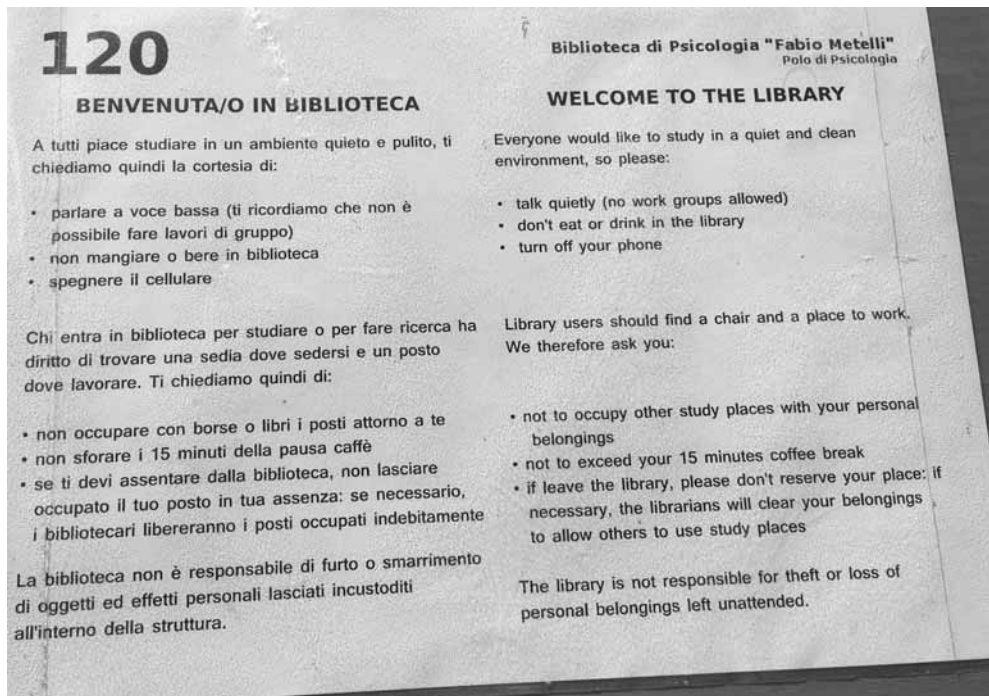 120
Biblioteca di Psicologia "Fabio Metelli"
Polo di Psicologia
BENVENUTA/O IN BIBLIOTECA
A tutti piace studiare in un ambiente quieto e pulito, ti
chiediamo quindi la cortesia di:
• parlare a voce bassa (ti ricordiamo che non è
possibile fare lavori di gruppo)
• non mangiare o bere in biblioteca
• spegnere il cellulare
Chi entra in biblioteca per studiare o per fare ricerca ha
diritto di trovare una sedia dove sedersi e un posto
dove lavorare. Ti chiediamo quindi di:
• non occupare con borse o libri i posti attorno a te
• non sforare i 15 minuti della pausa caffè
• se ti devi assentare dalla biblioteca, non lasciare
occupato il tuo posto in tua assenza: se necessario,
i bibliotecari libereranno i posti occupati indebitamente
La biblioteca non è responsabile di furto o smarrimento
di oggetti ed effetti personali lasciati incustoditi
all'interno della struttura.
WELCOME TO THE LIBRARY
Everyone would like to study in a quiet and clean
environment, so please:
• talk quietly (no work groups allowed)
• don't eat or drink in the library
• turn off your phone
Library users should find a chair and a place to work.
We therefore ask you:
• not to occupy other study places with your personal
belongings
• not to exceed your 15 minutes coffee break
• if leave the library, please don't reserve your place: if
necessary, the librarians will clear your belongings
to allow others to use study places
The library is not responsible for theft or loss of
personal belongings left unattended.